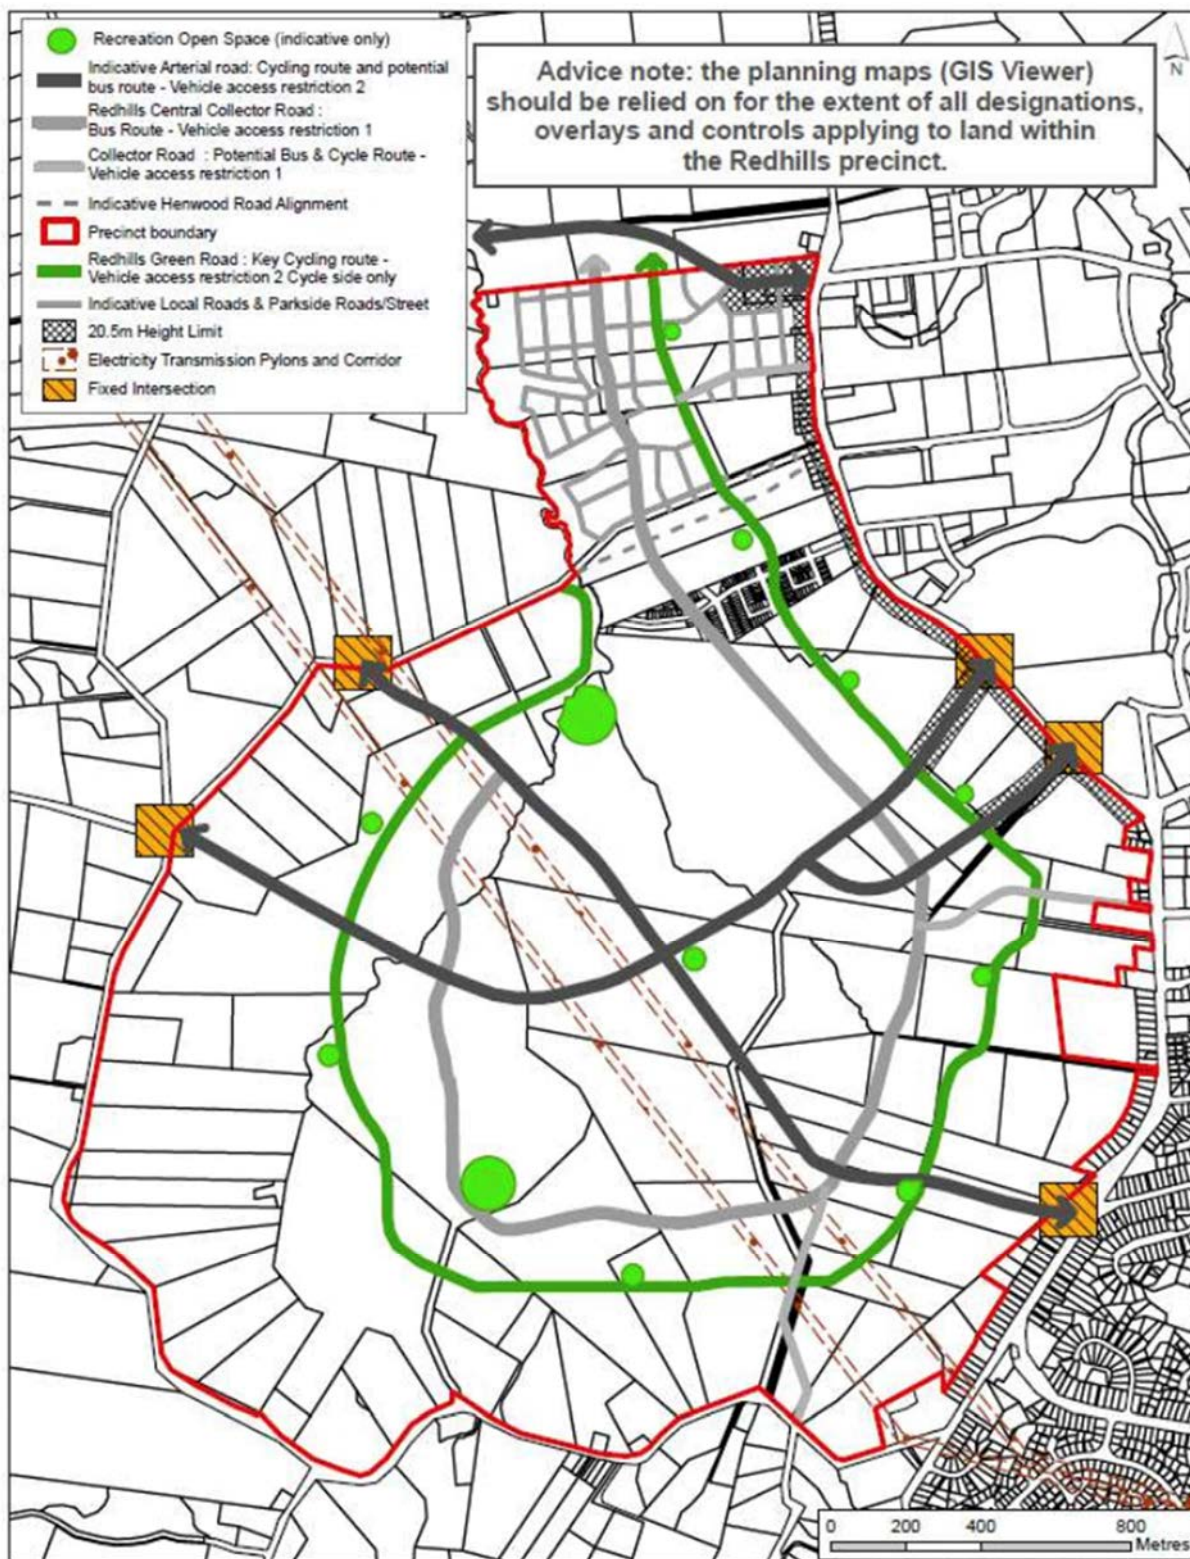 Recreation Open Space (indicative only)
Indicative Arterial road: Cycling route and potential
bus route - Vehicle access restriction 2
Redhills Central Collector Road :
Bus Route - Vehicle access restriction 1
Collector Road : Potential Bus & Cycle Route -
Vehicle access restriction 1
Indicative Henwood Road Alignment
Precinct boundary
Redhills Green Road : Key Cycling route -
Vehicle access restriction 2 Cycle side only
Indicative Local Roads & Parkside Roads/Street
20.5m Height Limit
Electricity Transmission Pylons and Corridor
Fixed Intersection
Advice note: the planning maps (GIS Viewer)
should be relied on for the extent of all designations,
overlays and controls applying to land within
the Redhills precinct.
N
0 200 400 800
Metres